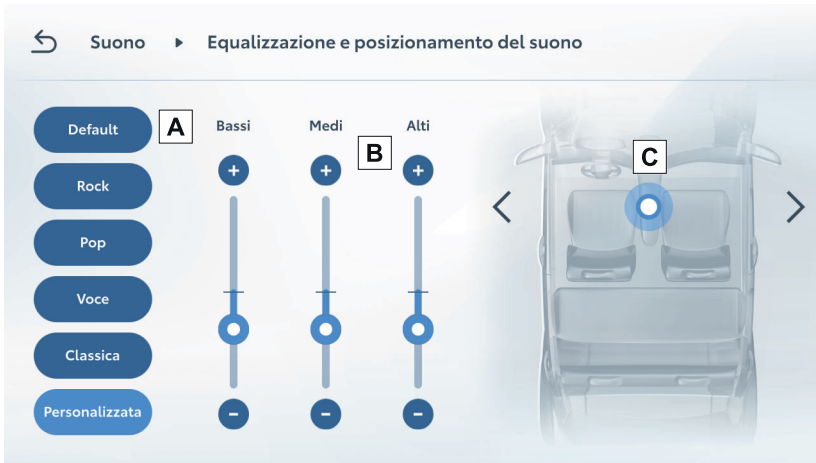 Suono ▸ Equalizzazione e posizionamento del suono
Default
A
Bassi
Medi
B
Alti
C
Rock
Pop
Voce
Classica
Personalizzata